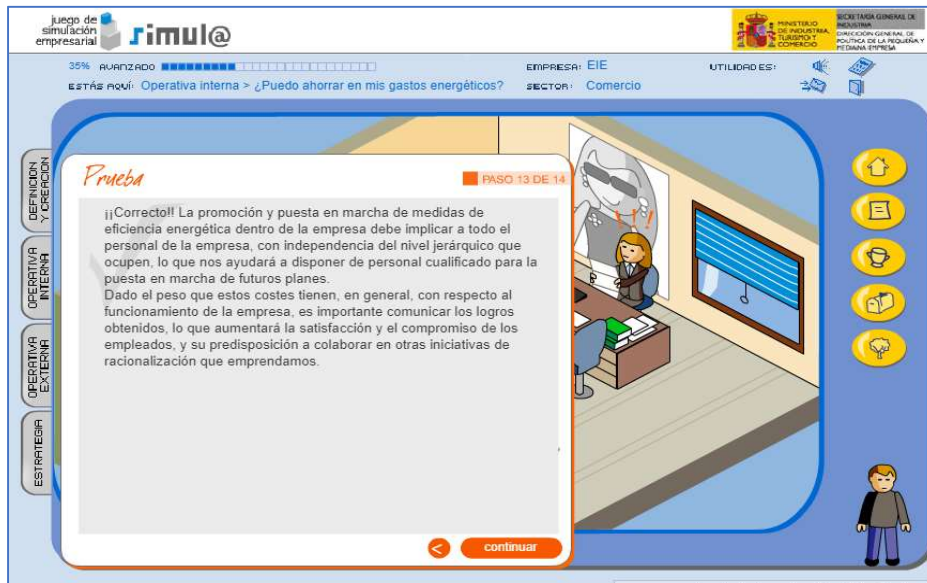 juego de
simulación
empresarial
simul@
MINISTERIO
DE INDUSTRIA,
TURISMO Y
COMERCIO
SECRETARÍA GENERAL DE
INDUSTRIA
DIRECCIÓN GENERAL DE
POLÍTICA DE LA PEQUEÑA Y
MEDIANA EMPRESA
35% AVANZADO
EMPRESA: EIE
UTILIDADES:
ESTÁS AQUÍ: Operativa interna > ¿Puedo ahorrar en mis gastos energéticos?
SECTOR: Comercio
DEFINICION
Y CREACION
OPERATIVA
INTERNA
OPERATIVA
EXTERNA
ESTRATEGIA
Prueba
PASO 13 DE 14
¡¡Correcto!! La promoción y puesta en marcha de medidas de
eficiencia energética dentro de la empresa debe implicar a todo el
personal de la empresa, con independencia del nivel jerárquico que
ocupen, lo que nos ayudará a disponer de personal cualificado para la
puesta en marcha de futuros planes.
Dado el peso que estos costes tienen, en general, con respecto al
funcionamiento de la empresa, es importante comunicar los logros
obtenidos, lo que aumentará la satisfacción y el compromiso de los
empleados, y su predisposición a colaborar en otras iniciativas de
racionalización que emprendamos.
!!!
<
continuar